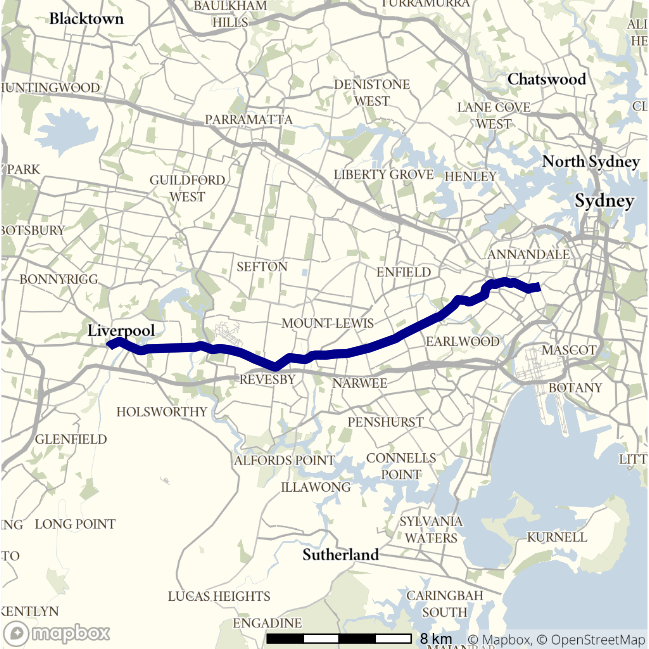 BAULKHAM
HILLS
TURRAMURRA
Blacktown
Chatswood
HUNTINGWOOD
DENISTONE
WEST
LANE COVE
WEST
PARRAMATTA
North Sydney
PARK
LIBERTY GROVE
HENLEY
GUILDFORD
WEST
Sydney
BOTSBURY
ANNANDALE
SEFTON
ENFIELD
BONNYRIGG
Liverpool
MOUNT LEWIS
EARLWOOD
MASCOT
REVESBY
NARWEE
BOTANY
HOLSWORTHY
PENSHURST
GLENFIELD
ALFORDS POINT
CONNELLS
POINT
LITT
ILLAWONG
NG
LONG POINT
SYLVANIA
WATERS
KURNELL
TO
Sutherland
LUCAS HEIGHTS
CARINGBAH
SOUTH
KENTLYN
ENGADINE
mapbox
8 km
© Mapbox, © OpenStreetMap